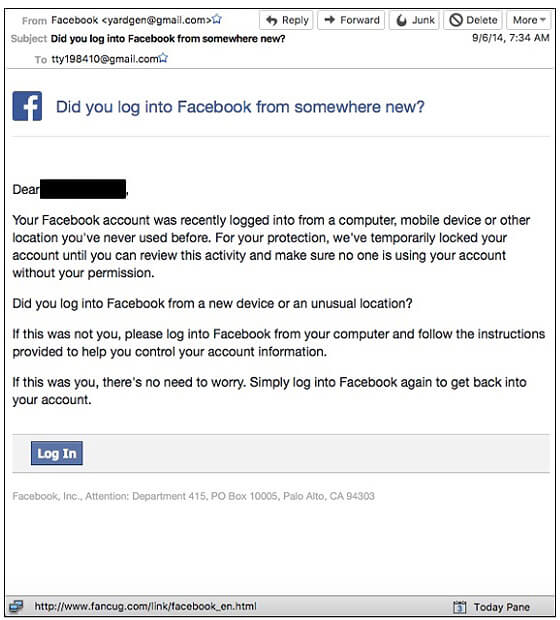 From Facebook <yardgen@gmail.com> Reply Forward Junk Delete More
Subject Did you log into Facebook from somewhere new? 9/6/14, 7:34 AM
To tty198410@gmail.com
f Did you log into Facebook from somewhere new?
Dear ,
Your Facebook account was recently logged into from a computer, mobile device or other
location you've never used before. For your protection, we've temporarily locked your
account until you can review this activity and make sure no one is using your account
without your permission.
Did you log into Facebook from a new device or an unusual location?
If this was not you, please log into Facebook from your computer and follow the instructions
provided to help you control your account information.
If this was you, there's no need to worry. Simply log into Facebook again to get back into
your account.
Log In
Facebook, Inc., Attention: Department 415, PO Box 10005, Palo Alto, CA 94303
http://www.fancug.com/link/facebook_en.html 3 Today Pane